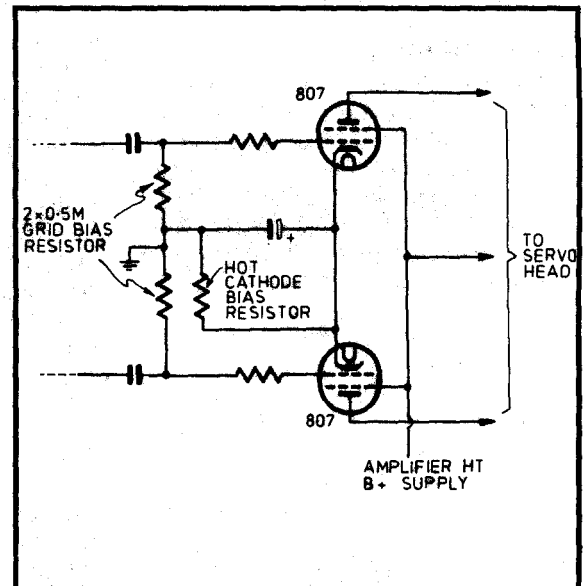 807
2×0·5M
GRID BIAS
RESISTOR
HOT
CATHODE
BIAS
RESISTOR
+
TO
SERVO
HEAD
807
AMPLIFIER HT
B+ SUPPLY